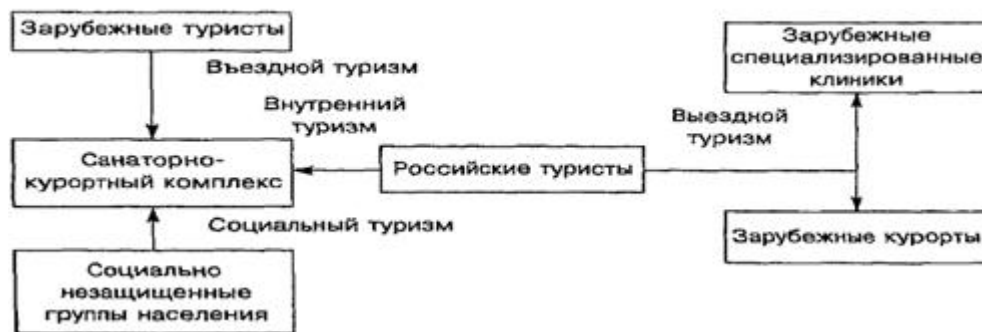 Зарубежные туристы
Въездной туризм
Внутренний
туризм
Санаторно-
курортный комплекс
Социальный туризм
Социально
незащищенные
группы населения
Российские туристы
Выездной
туризм
Зарубежные
специализированные
клиники
Зарубежные курорты